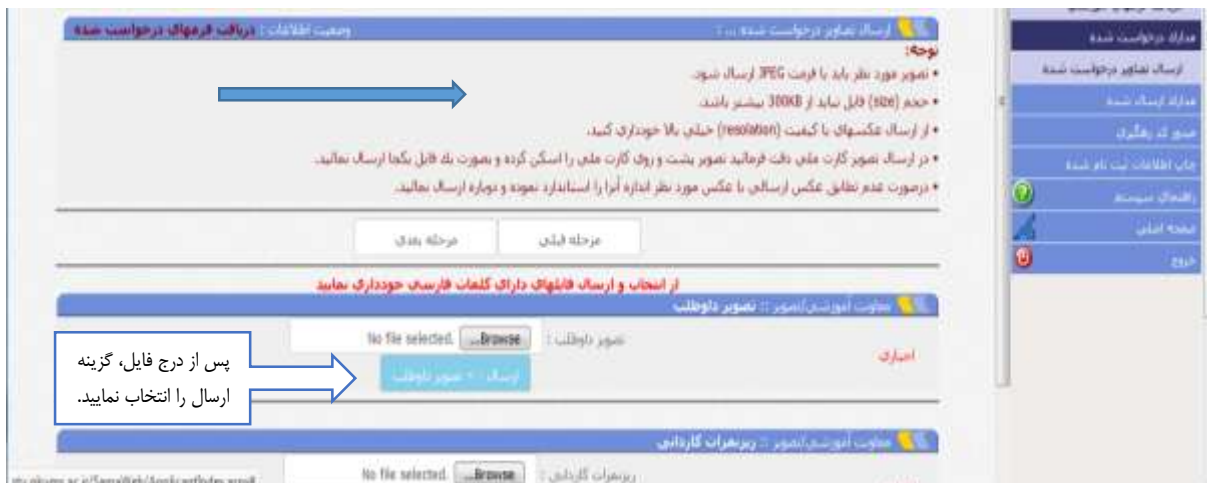 مدارک درخواست شده
ارسال تصاویر درخواست شده
مدارک ارسال شده
صدور کد رهگیری
چاپ اطلاعات ثبت نام شده
راهنمای سیستم
صفحه اصلی
خروج
ارسال تصاویر درخواست شده ... :
وضعیت اطلاعات : دریافت فرمهای درخواست شده
توجه:
• تصویر مورد نظر باید با فرمت JPEG ارسال شود.
• حجم (size) فایل نباید از 300KB بیشتر باشد.
• از ارسال عکسهای با کیفیت (resolation) خیلی بالا خودداری کنید.
• در ارسال تصویر کارت ملی دقت فرمائید تصویر پشت و روی کارت ملی را اسکن کرده و بصورت یک فایل یکجا ارسال نمائید.
• درصورت عدم تطابق عکس ارسالی با عکس مورد نظر اندازه آنرا را استاندارد نموده و دوباره ارسال نمائید.
مرحله قبلی
مرحله بعدی
از انتخاب و ارسال فایلهای دارای کلمات فارسی خودداری نمایید
معاونت آموزشی/تصویر :: تصویر داوطلب
اجباری
تصویر داوطلب :
Browse... No file selected.
ارسال - > تصویر داوطلب
پس از درج فایل، گزینه
ارسال را انتخاب نمایید.
معاونت آموزشی/تصویر :: ریزنمرات کاردانی
ریزنمرات کاردانی :
Browse... No file selected.